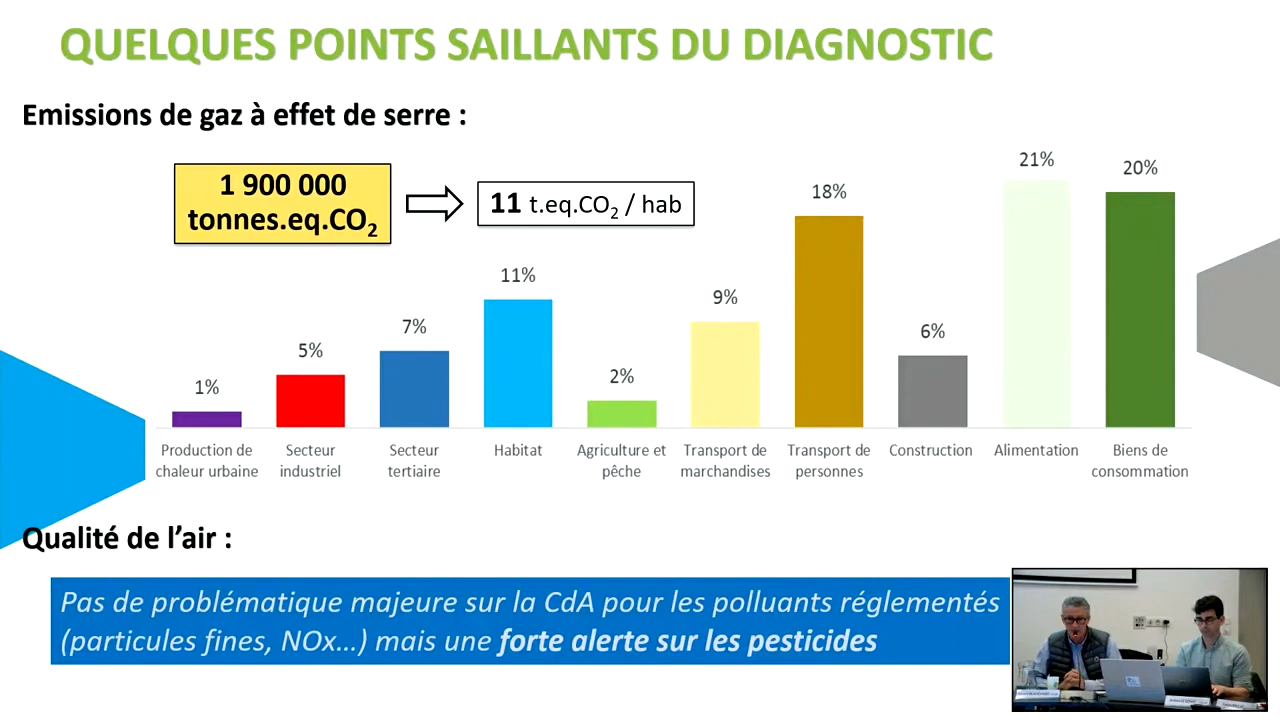 QUELQUES POINTS SAILLANTS DU DIAGNOSTIC
Emissions de gaz à effet de serre :
1 900 000
tonnes.eq.CO₂
11 t.eq.CO₂ / hab
1%
5%
7%
11%
2%
9%
18%
6%
21%
20%
Production de
chaleur urbaine
Secteur
industriel
Secteur
tertiaire
Habitat
Agriculture et
pêche
Transport de
marchandises
Transport de
personnes
Construction
Alimentation
Biens de
consommation
Qualité de l’air :
Pas de problématique majeure sur la CdA pour les polluants réglementés
(particules fines, NOx…) mais une forte alerte sur les pesticides